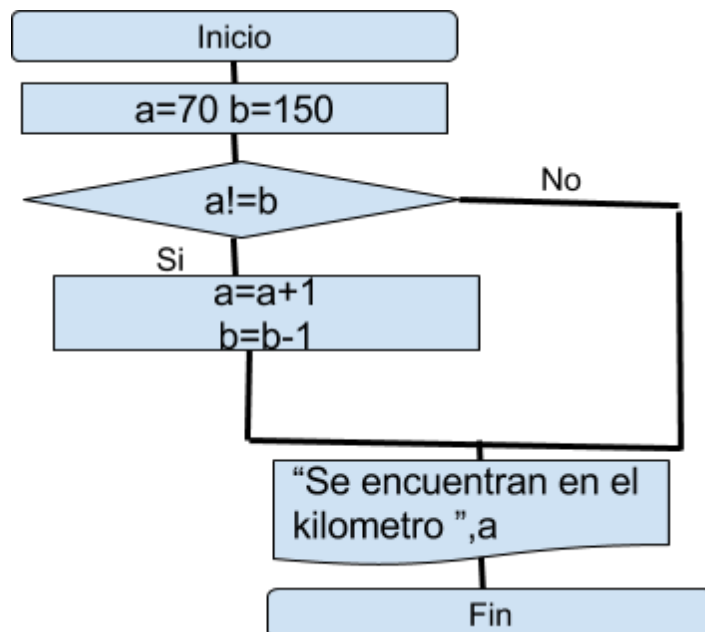 Inicio
a=70 b=150
a!=b
No
Si
a=a+1
b=b-1
“Se encuentran en el
kilometro ”,a
Fin